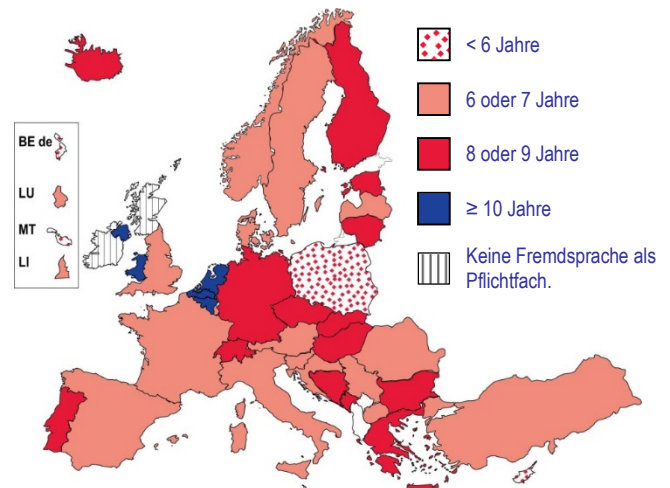 < 6 Jahre
6 oder 7 Jahre
8 oder 9 Jahre
≥ 10 Jahre
Keine Fremdsprache als
Pflichtfach.
BE de
LU
MT
LI